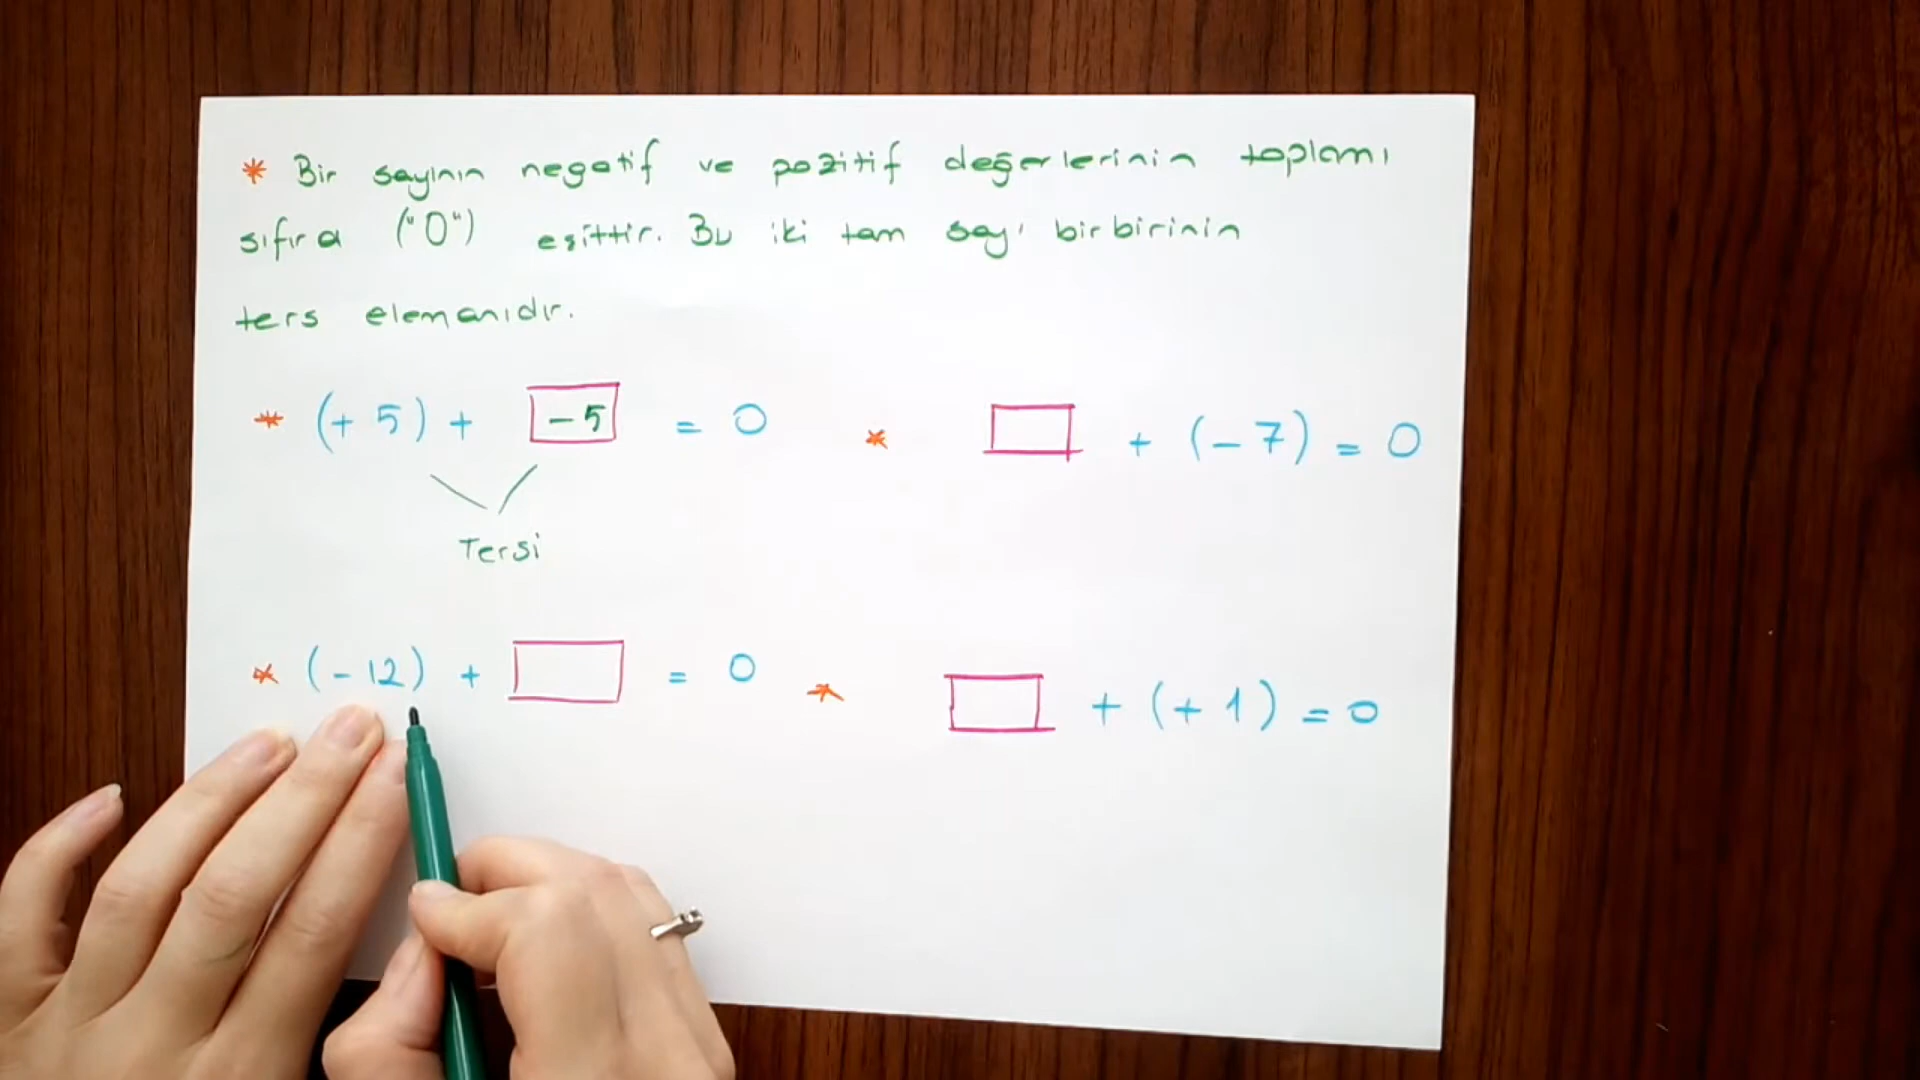 * Bir sayının negatif ve pozitif değerlerinin toplamı
sıfıra ("0") eşittir. Bu iki tam sayı birbirinin
ters elemanıdır.
* (+ 5) + -5 = 0
* + (- 7) = 0
Tersi
* (- 12) + = 0
* + (+ 1) = 0